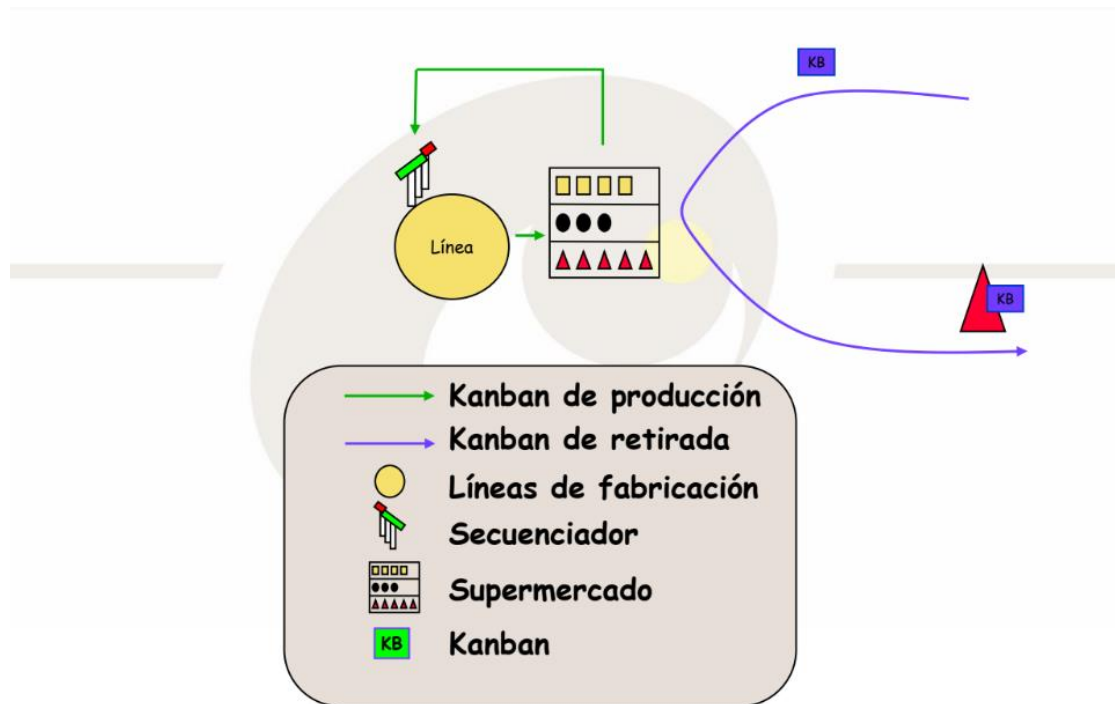 KB
Línea
KB
Kanban de producción
Kanban de retirada
Líneas de fabricación
Secuenciador
Supermercado
KB Kanban